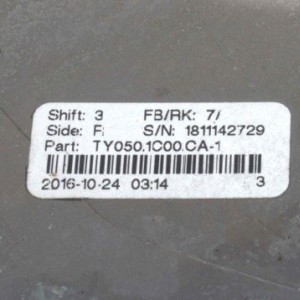 Shift: 3 FB/RK: 7/
Side: F: S/N: 1811142729
Part: TY050.1C00.CA-1
2016-10-24 03:14 3